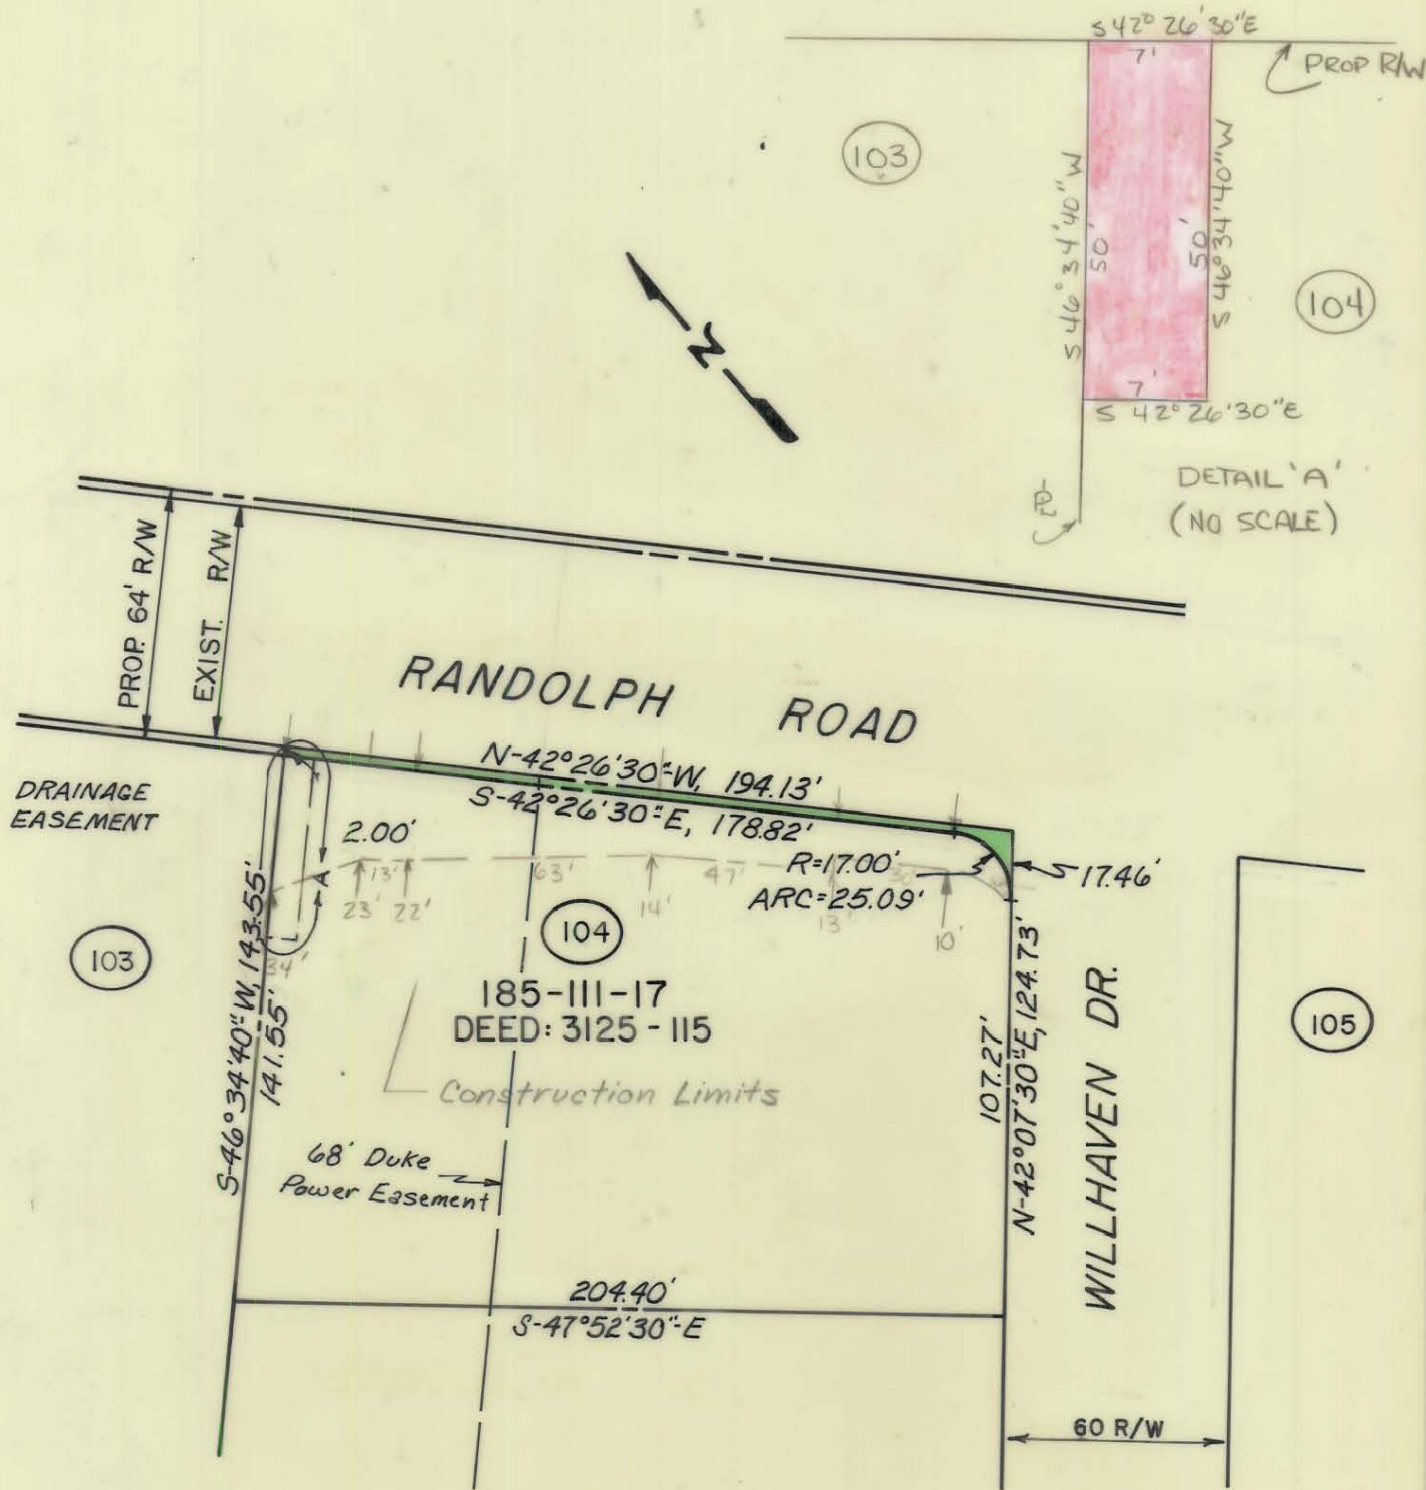 S 42° 26' 30" E
7'
PROP R/W
103
S 46° 34' 40" W
50'
50'
S 46° 34' 40" W
104
7'
S 42° 26' 30" E
DETAIL 'A'
(NO SCALE)
PL
N
PROP. 64' R/W
EXIST. R/W
RANDOLPH ROAD
N-42°26'30"-W, 194.13'
S-42°26'30"-E, 178.82'
DRAINAGE
EASEMENT
2.00'
R=17.00'
ARC=25.09'
17.46'
13'
63'
47'
30'
23'
22'
14'
13'
10'
A
34'
103
104
185-111-17
DEED: 3125-115
Construction Limits
S-46°34'40"-W, 143.55'
141.55'
68' Duke
Power Easement
107.27'
N-42°07'30"-E, 124.73'
WILLHAVEN DR.
105
204.40'
S-47°52'30"-E
60 R/W